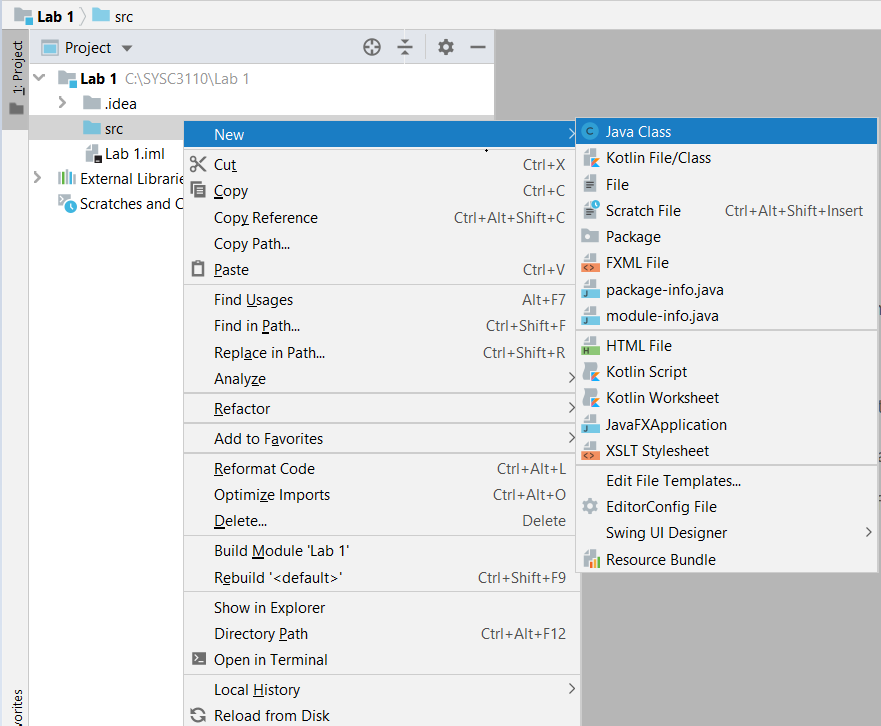 Lab 1 src
1: Project
Project
Lab 1 C:\SYSC3110\Lab 1
.idea
src
Lab 1.iml
External Librarie
Scratches and C
New
Cut Ctrl+X
Copy Ctrl+C
Copy Reference Ctrl+Alt+Shift+C
Copy Path...
Paste Ctrl+V
Find Usages Alt+F7
Find in Path... Ctrl+Shift+F
Replace in Path... Ctrl+Shift+R
Analyze
Refactor
Add to Favorites
Reformat Code Ctrl+Alt+L
Optimize Imports Ctrl+Alt+O
Delete... Delete
Build Module 'Lab 1'
Rebuild '<default>' Ctrl+Shift+F9
Show in Explorer
Directory Path Ctrl+Alt+F12
Open in Terminal
Local History
Reload from Disk
Java Class
Kotlin File/Class
File
Scratch File Ctrl+Alt+Shift+Insert
Package
FXML File
package-info.java
module-info.java
HTML File
Kotlin Script
Kotlin Worksheet
JavaFXApplication
XSLT Stylesheet
Edit File Templates...
EditorConfig File
Swing UI Designer
Resource Bundle
vorites